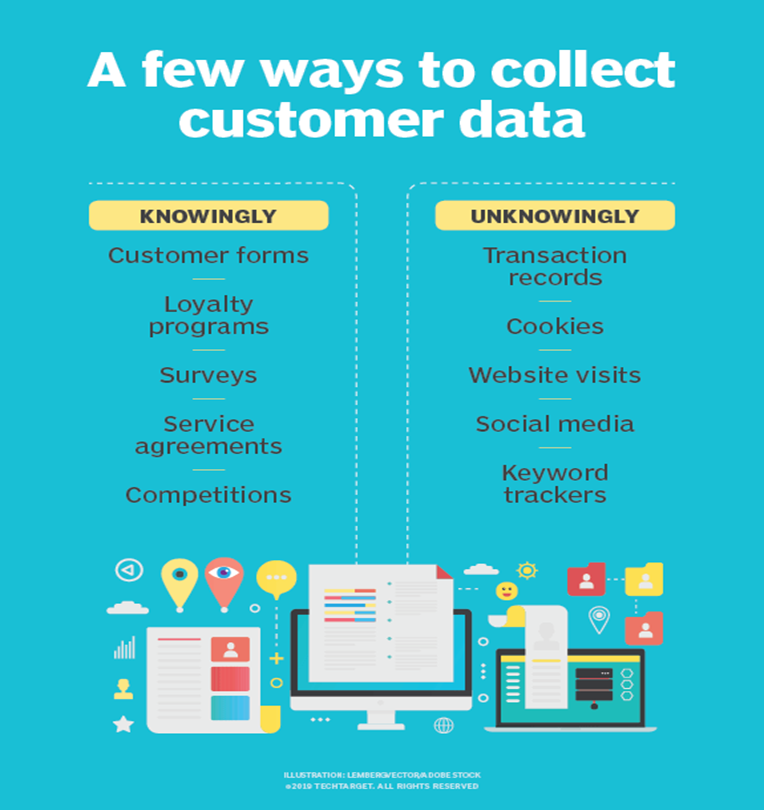 A few ways to collect
customer data
KNOWINGLY
Customer forms
Loyalty
programs
Surveys
Service
agreements
Competitions
UNKNOWINGLY
Transaction
records
Cookies
Website visits
Social media
Keyword
trackers
ILLUSTRATION: LEMBERGVECTOR/ADOBE STOCK
©2019 TECHTARGET. ALL RIGHTS RESERVED